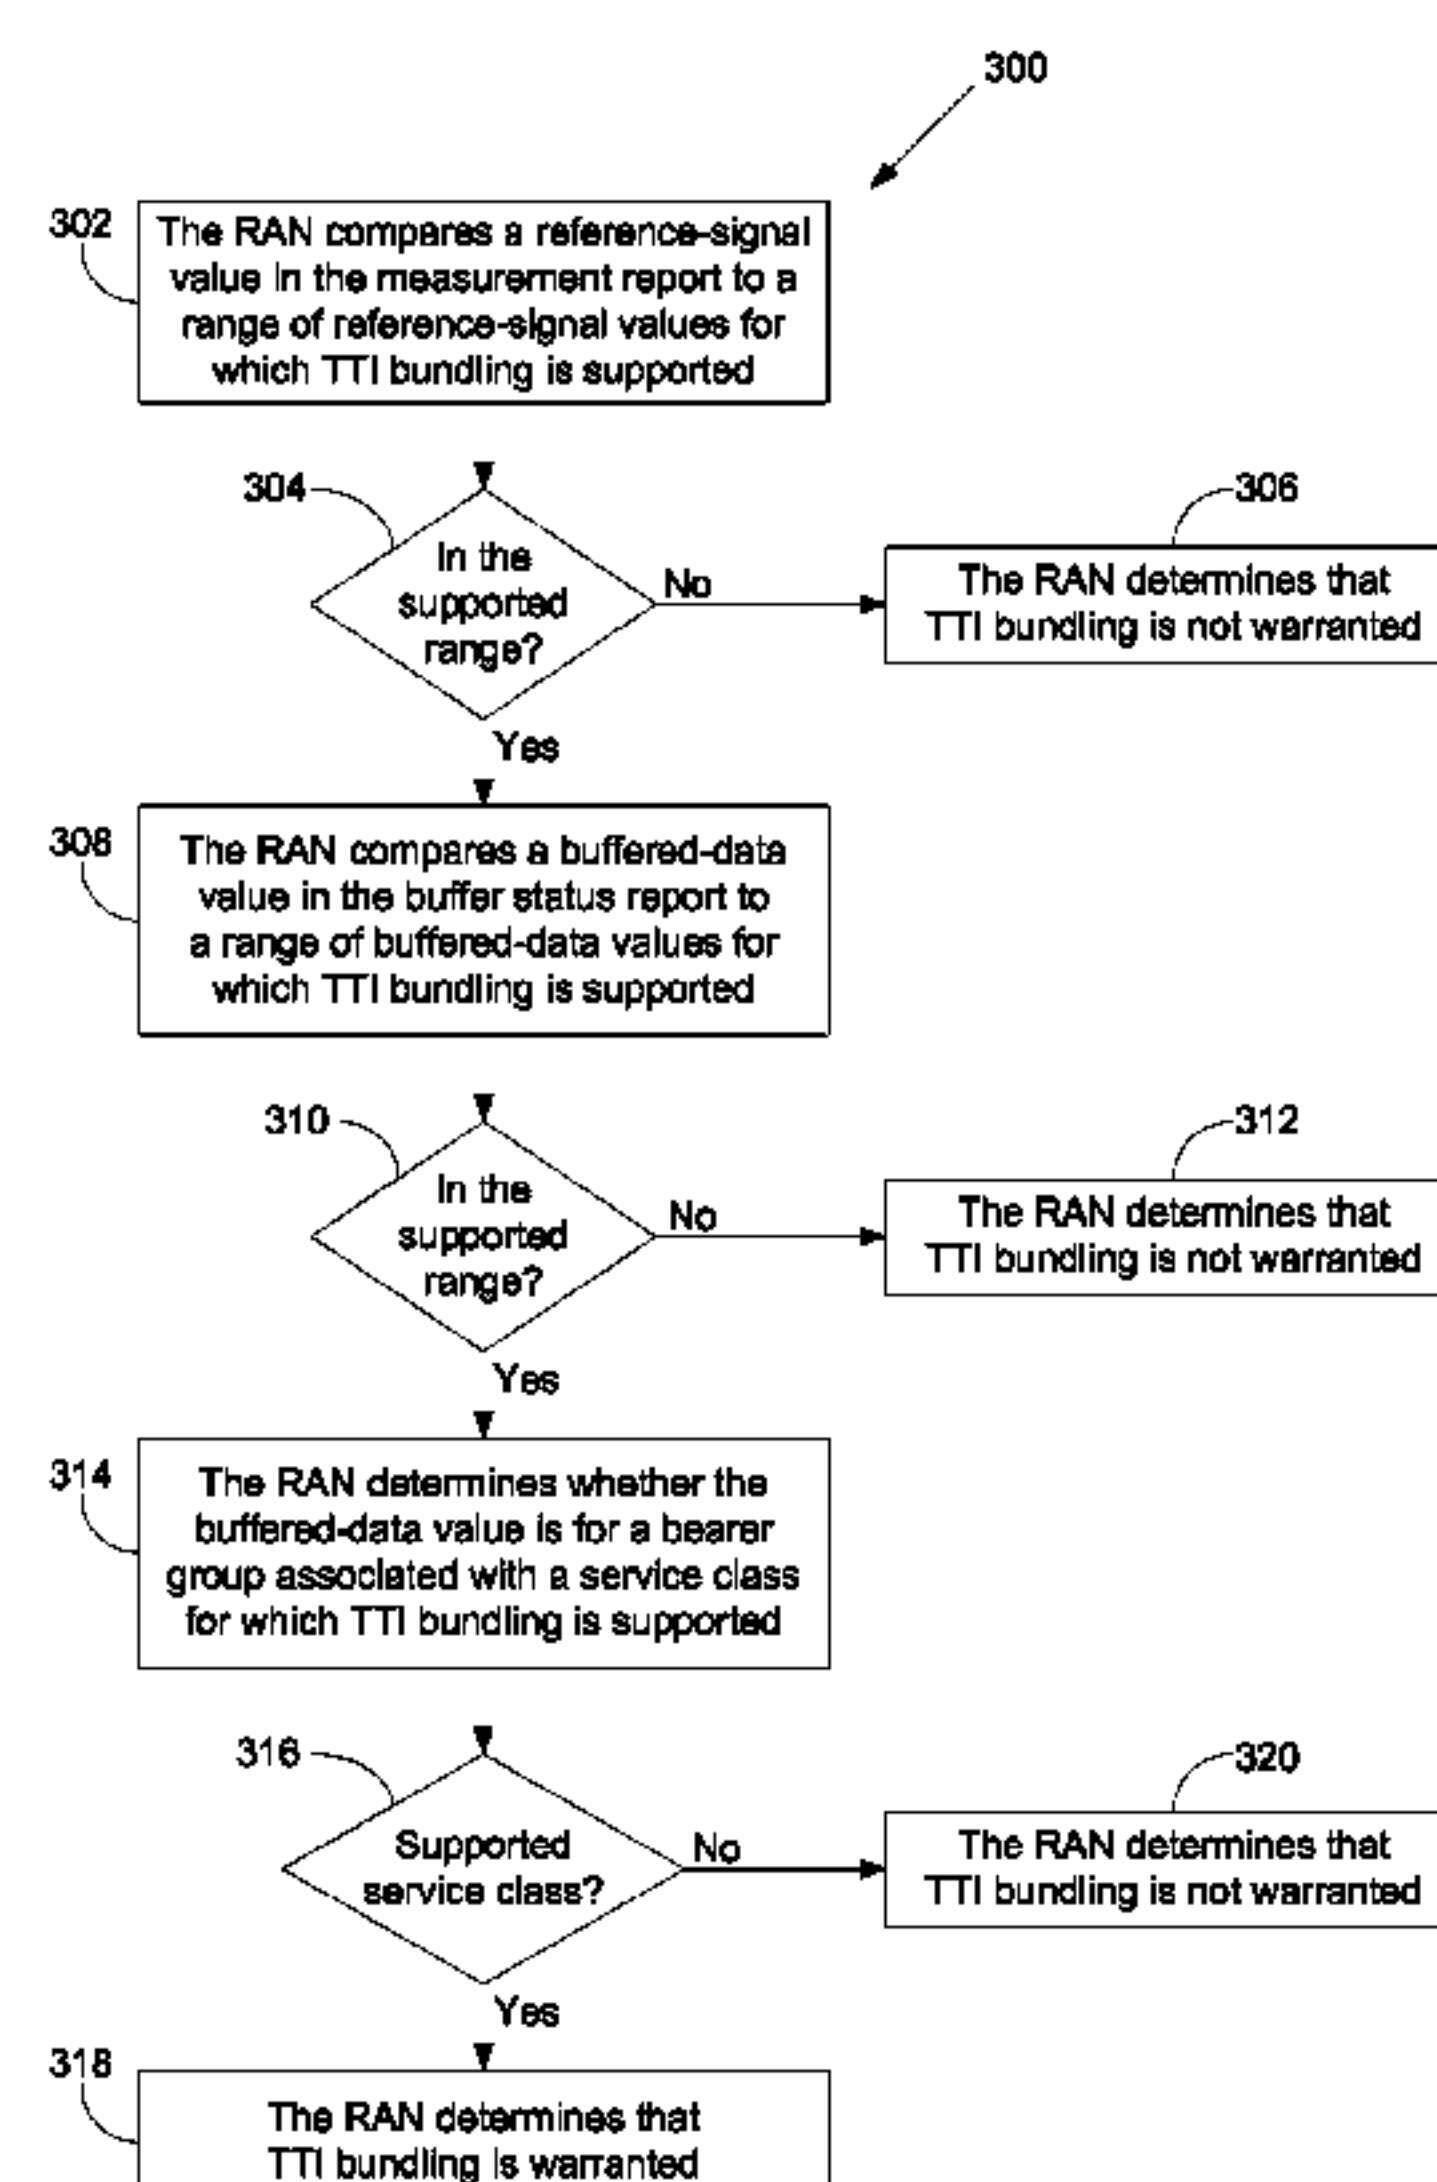 300
302
The RAN compares a reference-signal
value in the measurement report to a
range of reference-signal values for
which TTI bundling is supported
304
In the
supported
range?
No
306
The RAN determines that
TTI bundling is not warranted
Yes
308
The RAN compares a buffered-data
value in the buffer status report to
a range of buffered-data values for
which TTI bundling is supported
310
In the
supported
range?
No
312
The RAN determines that
TTI bundling is not warranted
Yes
314
The RAN determines whether the
buffered-data value is for a bearer
group associated with a service class
for which TTI bundling is supported
316
Supported
service class?
No
320
The RAN determines that
TTI bundling is not warranted
Yes
318
The RAN determines that
TTI bundling is warranted